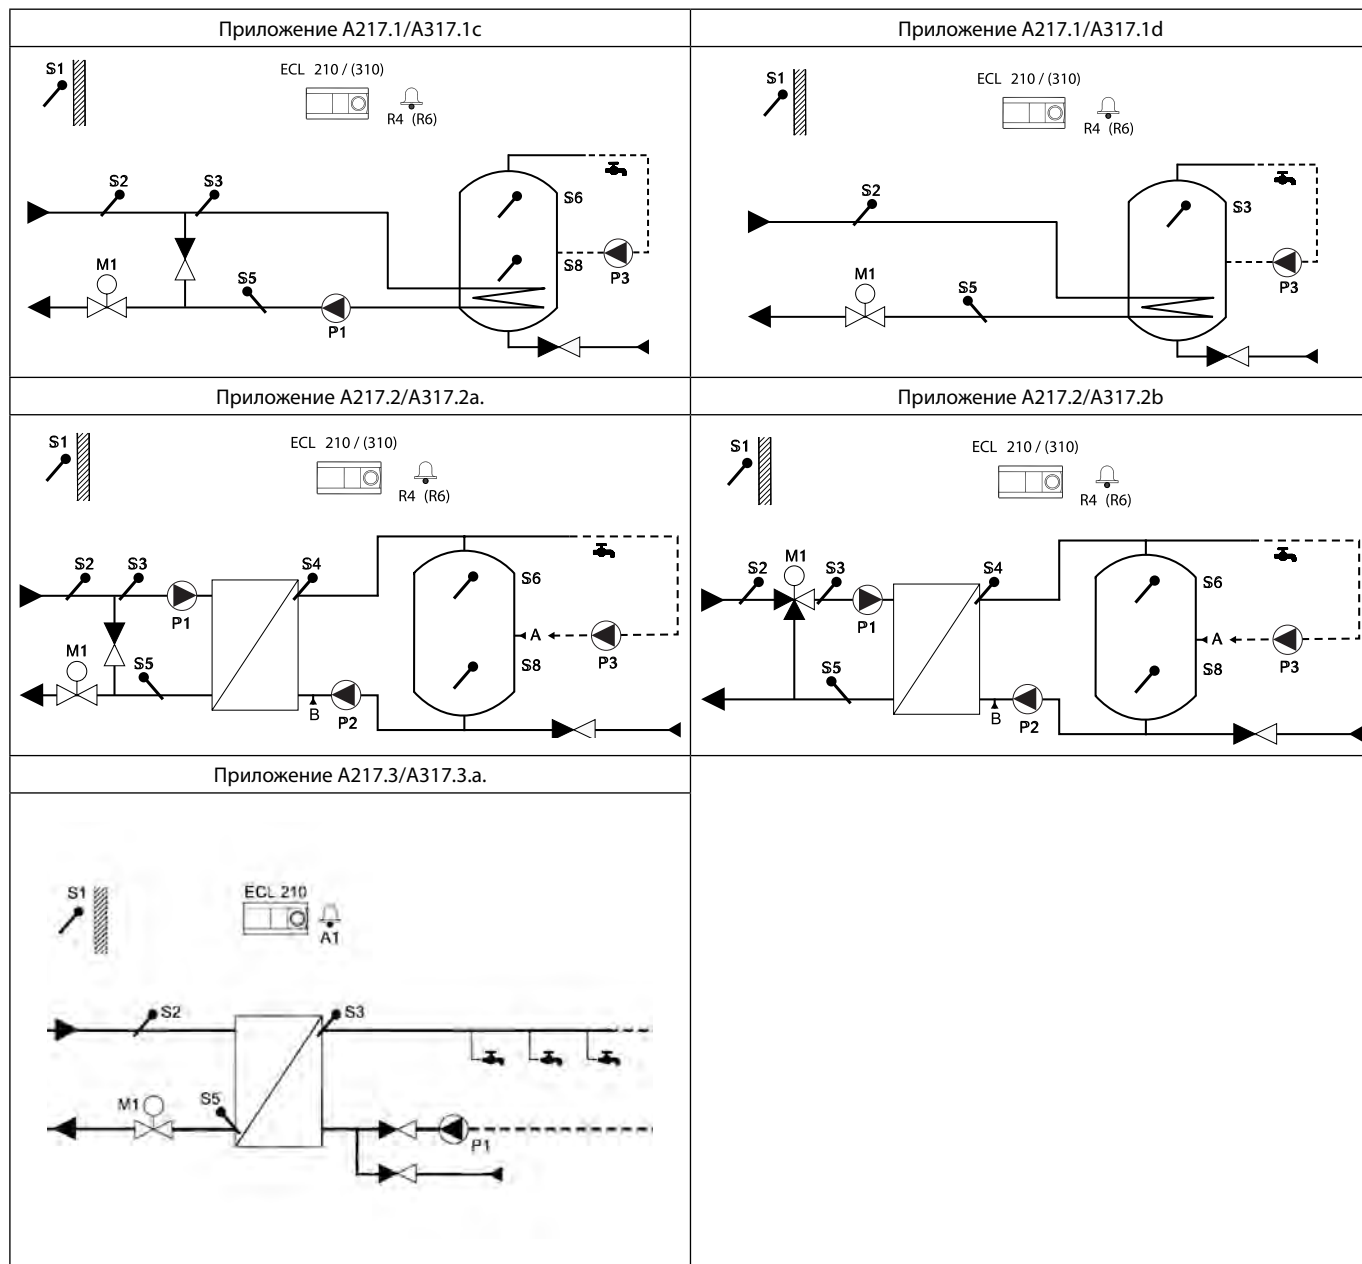 Приложение A217.1/A317.1c
S1
ECL 210 / (310)
R4 (R6)
S2
S3
S6
S8
P3
M1
S5
P1
Приложение A217.1/A317.1d
S1
ECL 210 / (310)
R4 (R6)
S2
S3
P3
M1
S5
Приложение A217.2/A317.2a.
S1
ECL 210 / (310)
R4 (R6)
S2
S3
S4
S6
P1
A
P3
M1
S5
S8
B
P2
Приложение A217.2/A317.2b
S1
ECL 210 / (310)
R4 (R6)
M1
S2
S3
S4
S6
P1
A
P3
S5
S8
B
P2
Приложение A217.3/A317.3.a.
S1
ECL 210
A1
S2
S3
M1
S5
P1